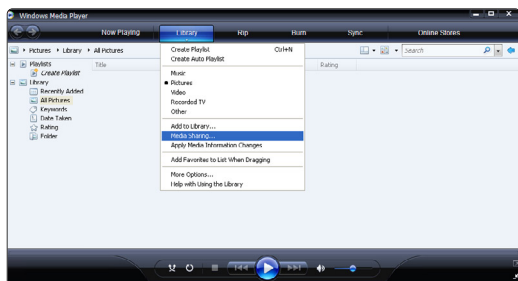 Windows Media Player
Now Playing Library Rip Burn Sync Online Stores
Pictures Library All Pictures
Search
Create Playlist Ctrl+N
Create Auto Playlist
Music
Pictures
Video
Recorded TV
Other
Add to Library...
Media Sharing...
Apply Media Information Changes
Add Favorites to List When Dragging
More Options...
Help with Using the Library
Playlists
Create Playlist
Library
Recently Added
All Pictures
Keywords
Date Taken
Rating
Folder
Title
Rating